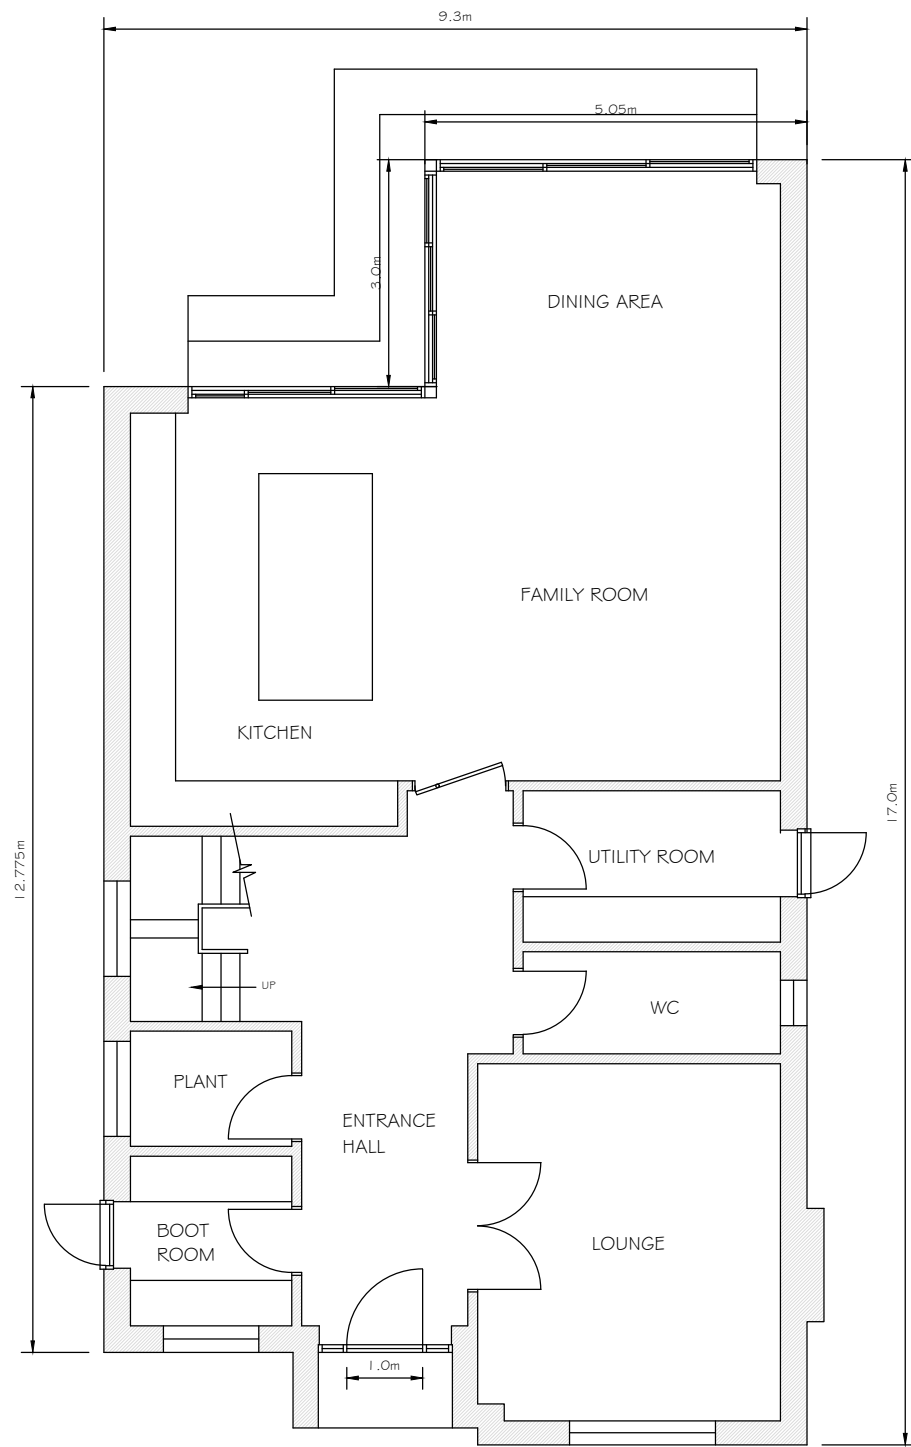 9.3m
5.05m
3.0m
DINING AREA
FAMILY ROOM
KITCHEN
17.0m
12.775m
UTILITY ROOM
UP
WC
PLANT
ENTRANCE
HALL
BOOT
ROOM
LOUNGE
1.0m